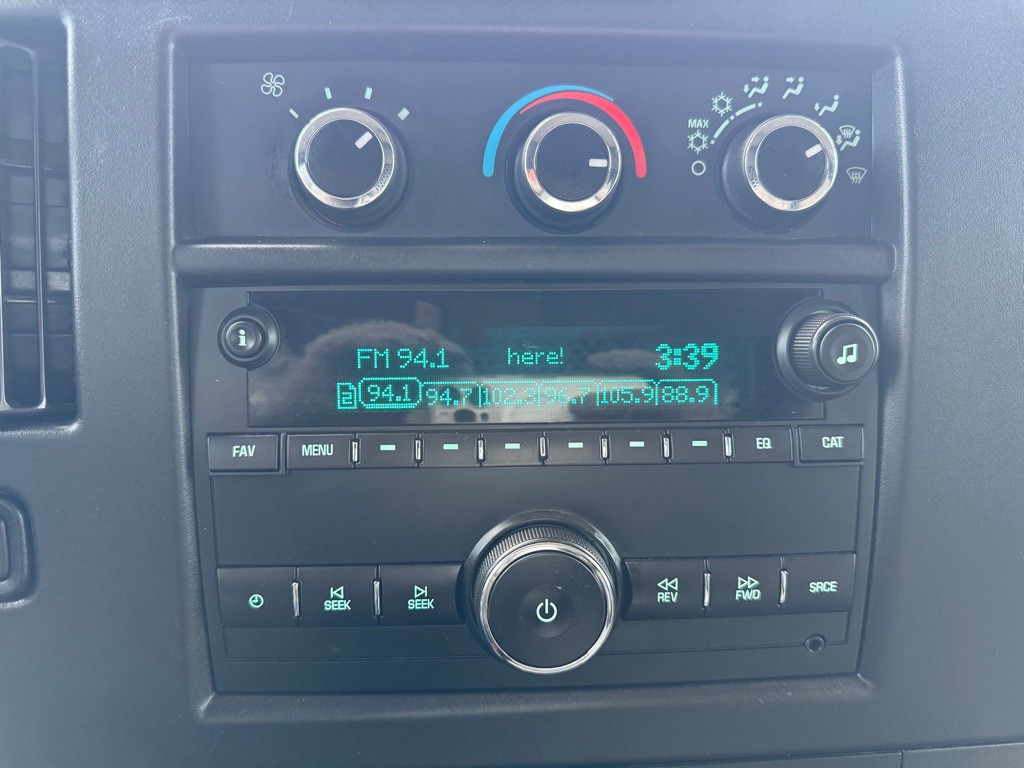 MAX
FM 94.1 here! 3:39
2 94.1 94.7 102.3 96.7 105.9 88.9
FAV MENU EQ CAT
SEEK SEEK REV FWD SRCE